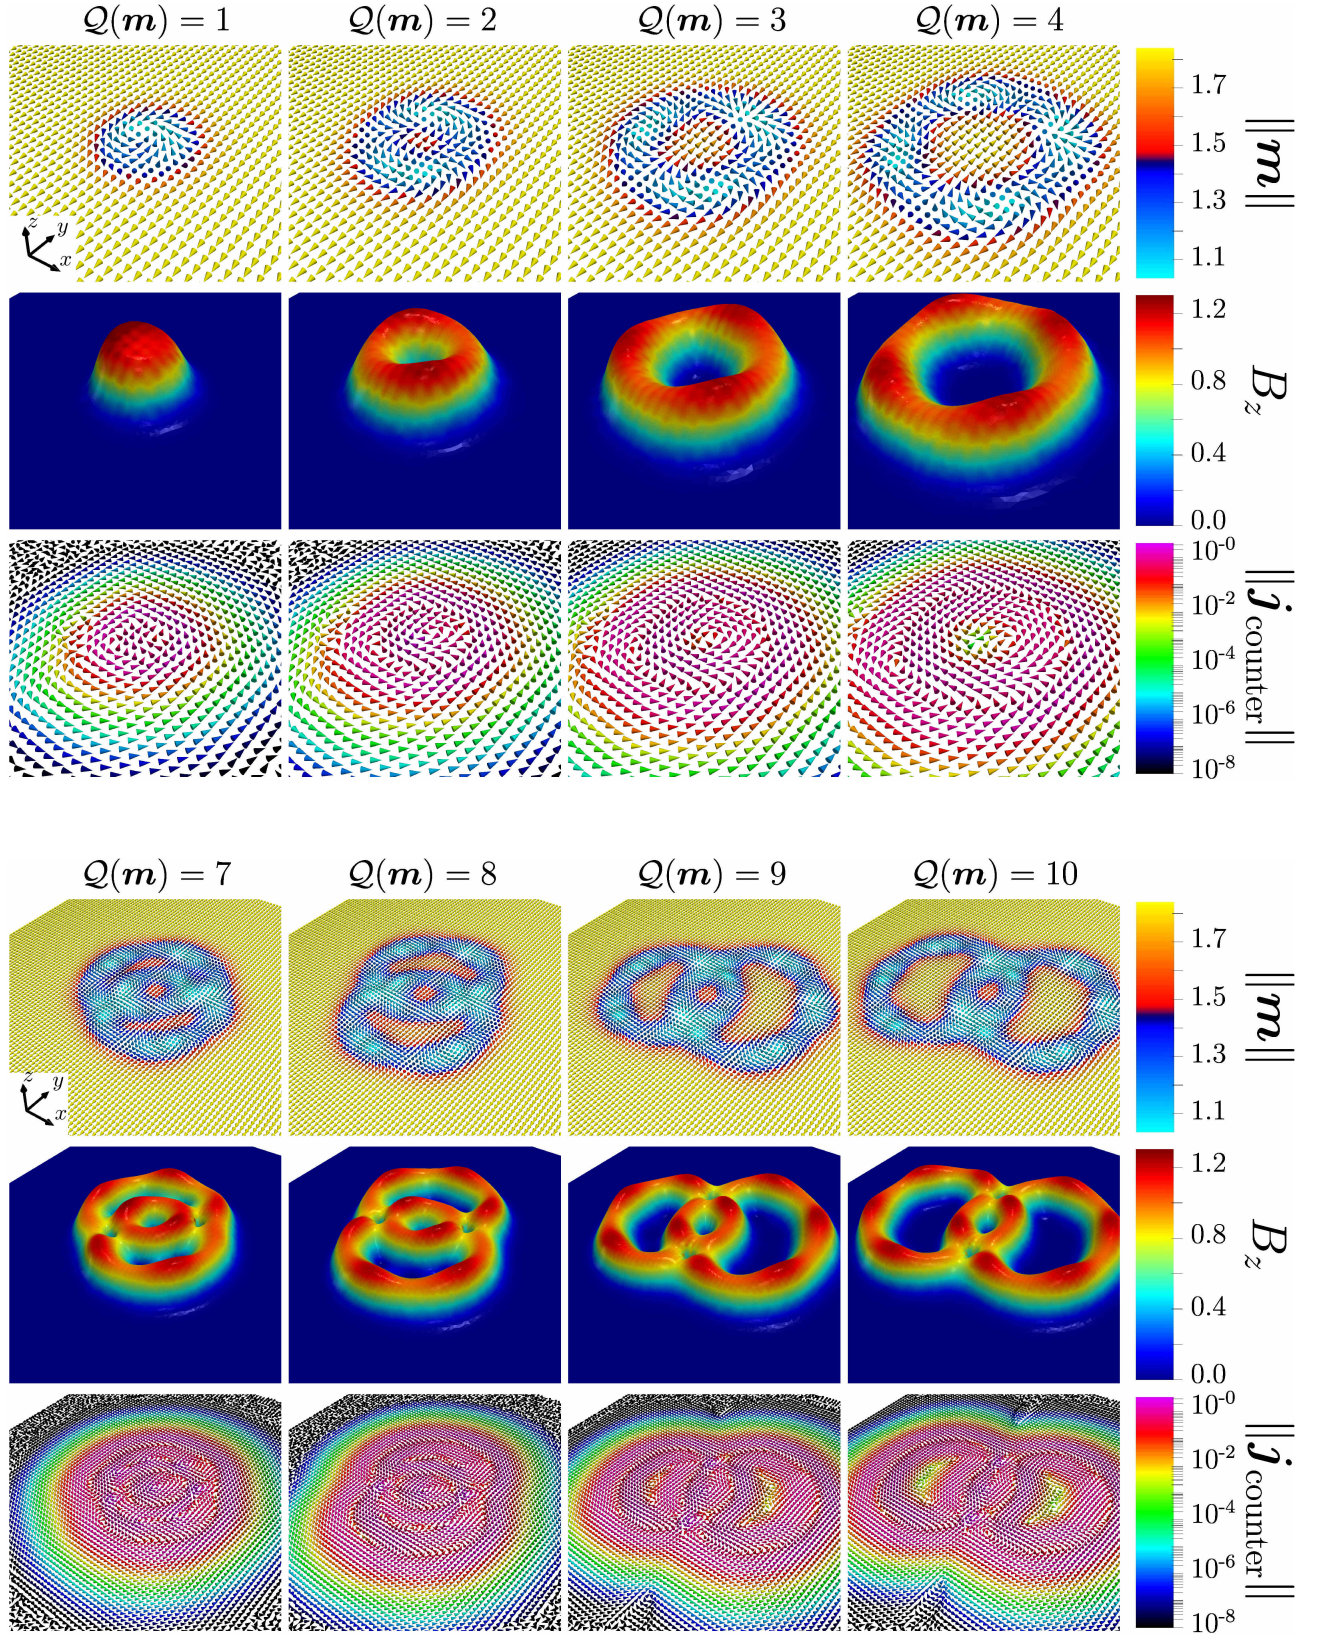 𝒬(m) = 1 𝒬(m) = 2 𝒬(m) = 3 𝒬(m) = 4
z y x
1.7
1.5
1.3
1.1
||m||
1.2
0.8
0.4
0.0
B_z
10^-0
10^-2
10^-4
10^-6
10^-8
||j_counter||
𝒬(m) = 7 𝒬(m) = 8 𝒬(m) = 9 𝒬(m) = 10
z y x
1.7
1.5
1.3
1.1
||m||
1.2
0.8
0.4
0.0
B_z
10^-0
10^-2
10^-4
10^-6
10^-8
||j_counter||